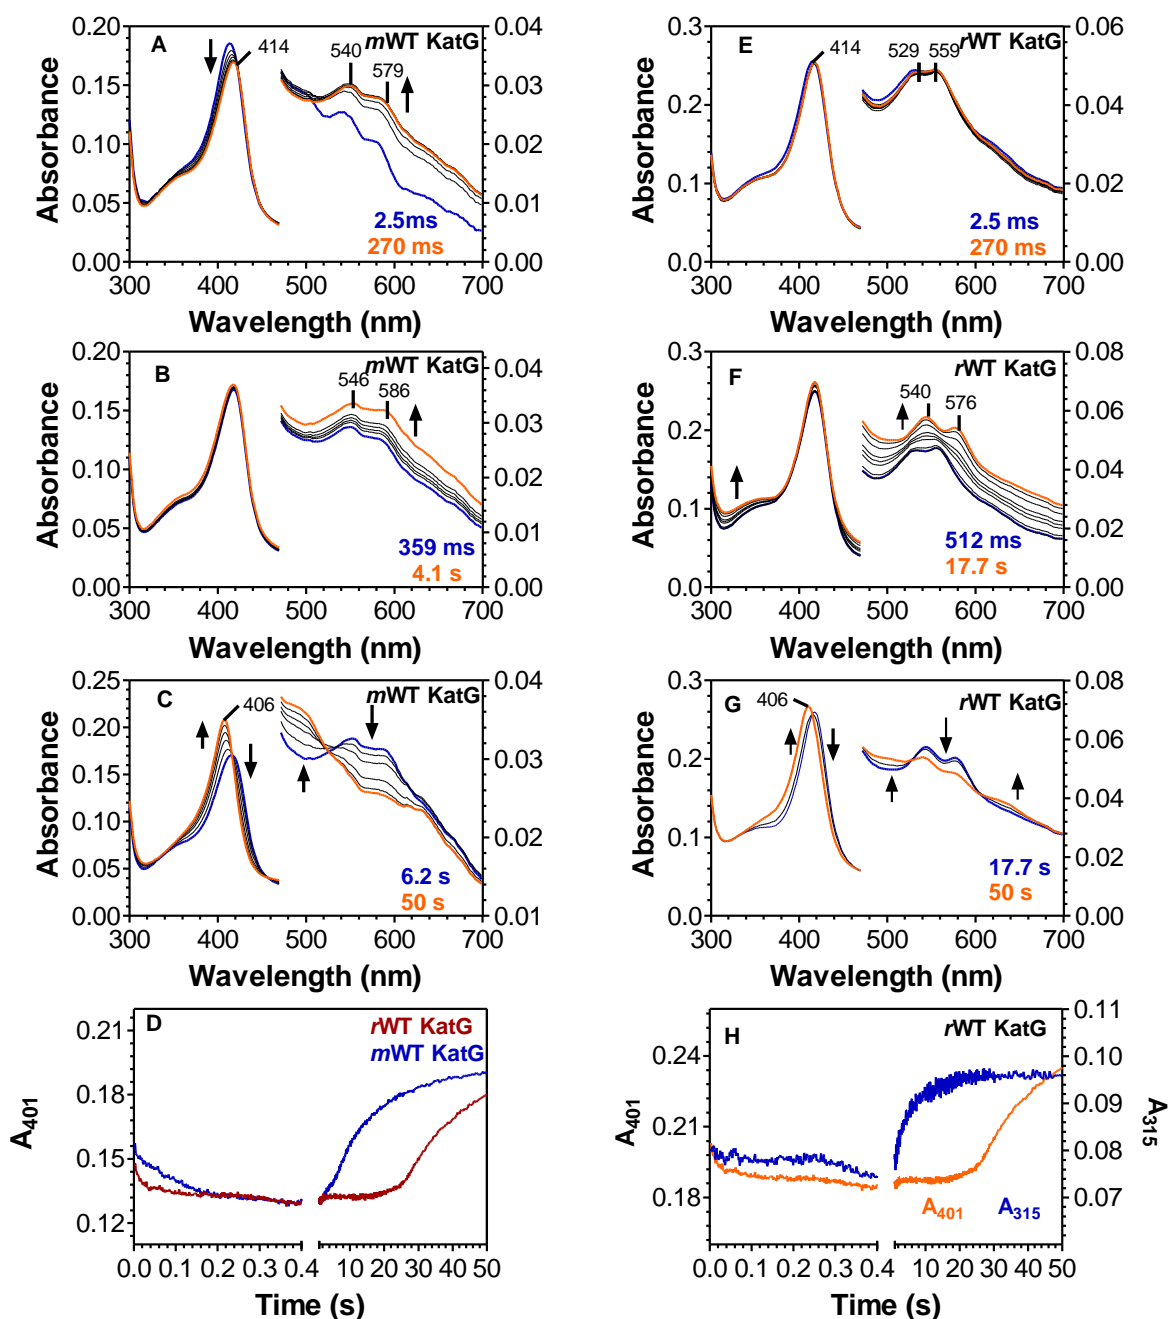 A
mWT KatG
414
540
579
2.5ms
270 ms
Absorbance
0.20
0.15
0.10
0.05
0.00
0.04
0.03
0.02
0.01
0.00
300 400 500 600 700
Wavelength (nm)
E
rWT KatG
414
529 559
2.5 ms
270 ms
Absorbance
0.3
0.2
0.1
0.0
0.06
0.04
0.02
0.00
300 400 500 600 700
Wavelength (nm)
B
mWT KatG
546
586
359 ms
4.1 s
Absorbance
0.20
0.15
0.10
0.05
0.00
0.04
0.03
0.02
0.01
0.00
300 400 500 600 700
Wavelength (nm)
F
rWT KatG
540
576
512 ms
17.7 s
Absorbance
0.3
0.2
0.1
0.0
0.08
0.06
0.04
0.02
0.00
300 400 500 600 700
Wavelength (nm)
C
mWT KatG
406
6.2 s
50 s
Absorbance
0.25
0.20
0.15
0.10
0.05
0.00
0.04
0.03
0.02
0.01
300 400 500 600 700
Wavelength (nm)
G
rWT KatG
406
17.7 s
50 s
Absorbance
0.3
0.2
0.1
0.0
0.08
0.06
0.04
0.02
0.00
300 400 500 600 700
Wavelength (nm)
D
rWT KatG
mWT KatG
A401
0.21
0.18
0.15
0.12
0.0 0.1 0.2 0.3 0.4 10 20 30 40 50
Time (s)
H
rWT KatG
A401
A315
A401
0.24
0.21
0.18
A315
0.11
0.10
0.09
0.08
0.07
0.0 0.1 0.2 0.3 0.4 10 20 30 40 50
Time (s)